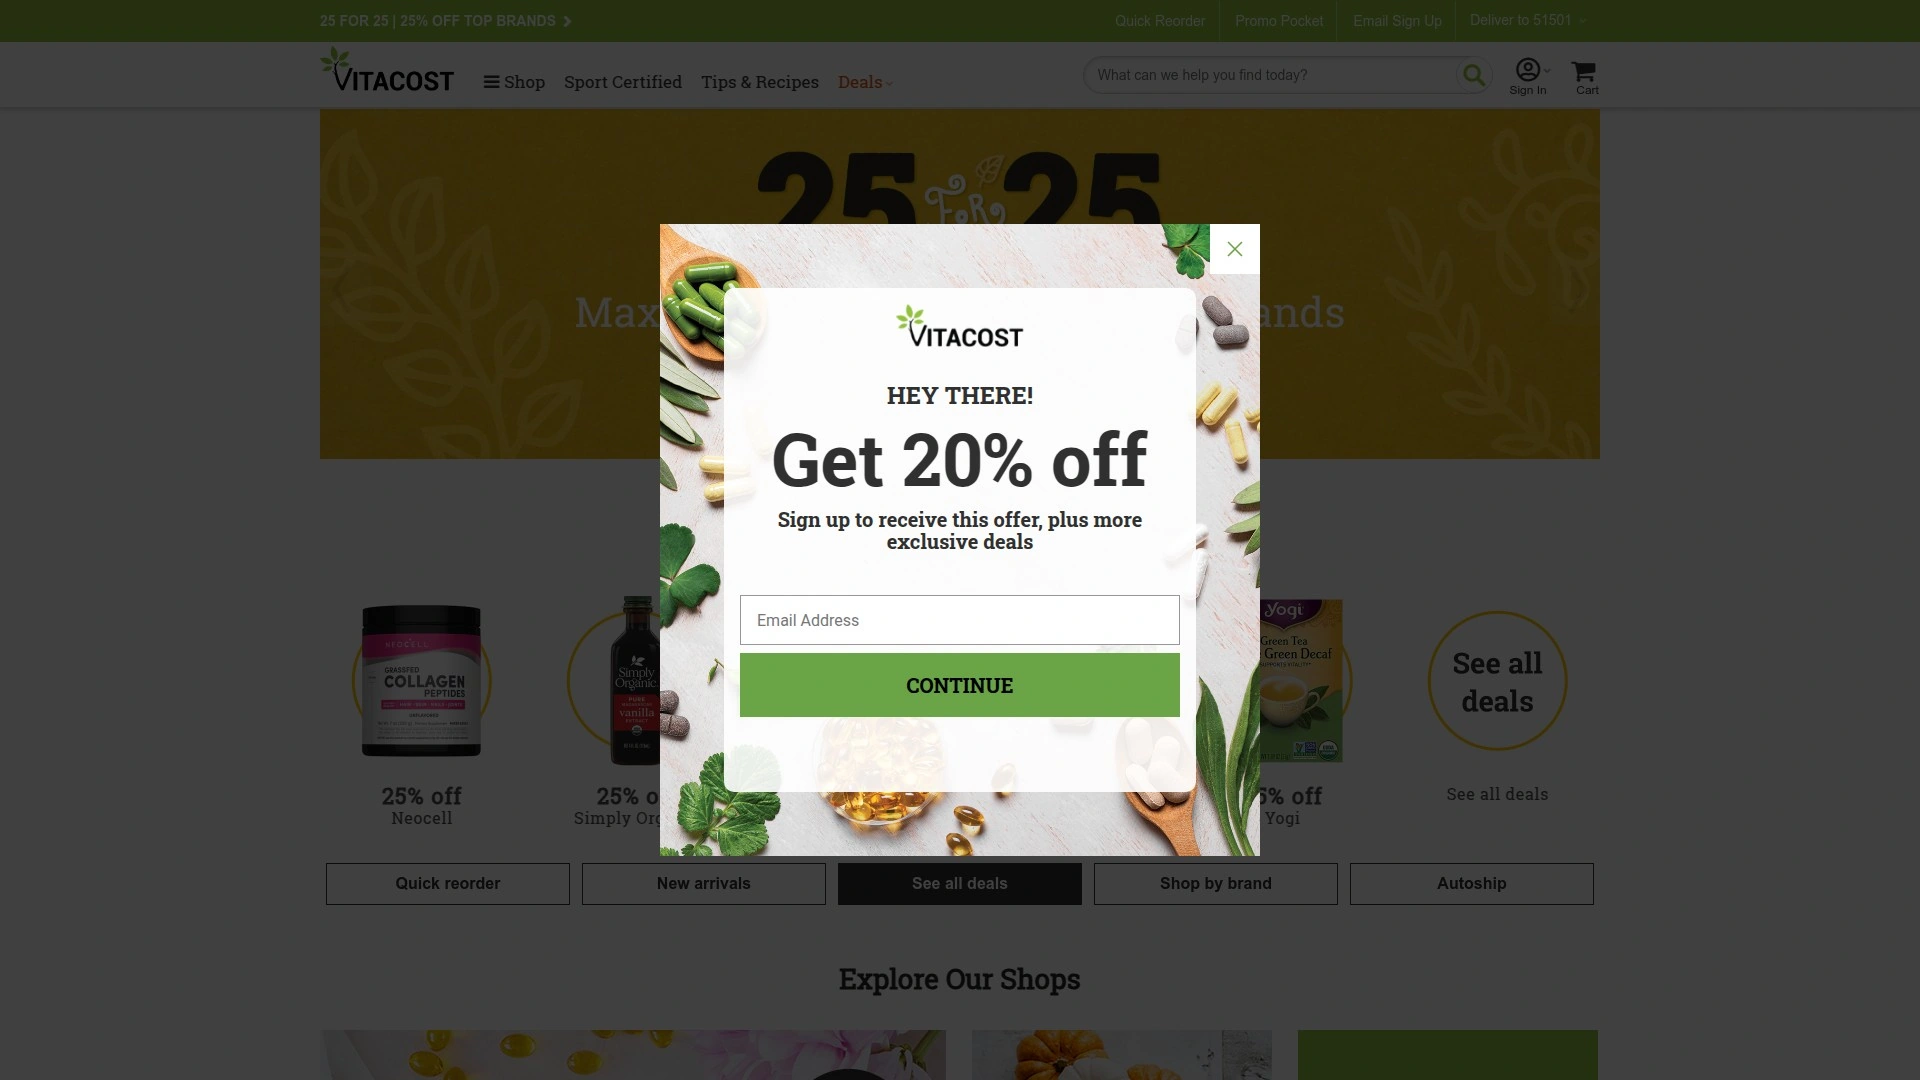 25 FOR 25 | 25% OFF TOP BRANDS
Quick Reorder
Promo Pocket
Email Sign Up
Deliver to 51501
VITACOST
Shop
Sport Certified
Tips & Recipes
Deals
What can we help you find today?
Sign In
Cart
25 FOR 25
Max
ands
VITACOST
HEY THERE!
Get 20% off
Sign up to receive this offer, plus more
exclusive deals
Email Address
CONTINUE
NEOCELL
GRASSFED
COLLAGEN
PEPTIDES
Simply
Organic
PURE
vanilla
EXTRACT
yogi
Green Tea
Green Decaf
See all
deals
25% off
Neocell
25% o
Simply Org
5% off
Yogi
See all deals
Quick reorder
New arrivals
See all deals
Shop by brand
Autoship
Explore Our Shops